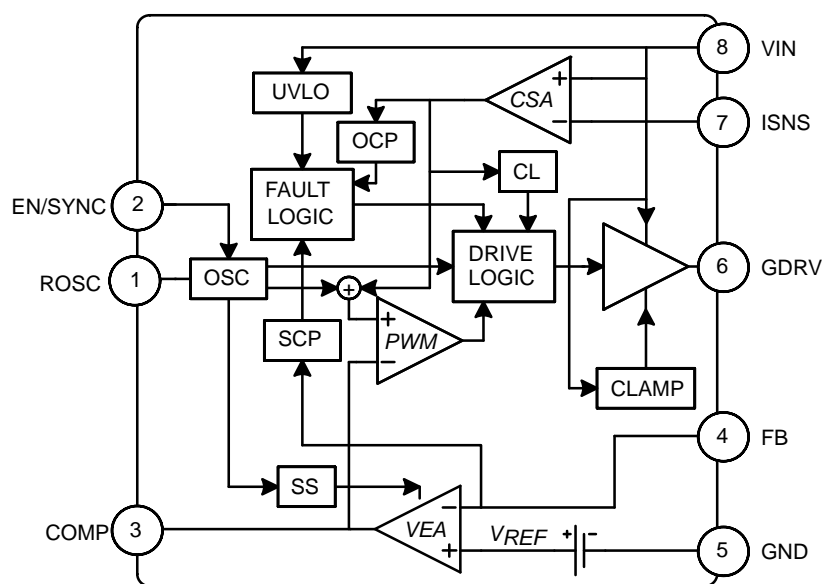 8 VIN
UVLO
+
CSA
−
OCP
7 ISNS
CL
FAULT
LOGIC
EN/SYNC 2
DRIVE
LOGIC
ROSC 1
OSC
6 GDRV
+
+
PWM
−
SCP
CLAMP
4 FB
SS
−
VEA
+
COMP 3
VREF
+ -
5 GND